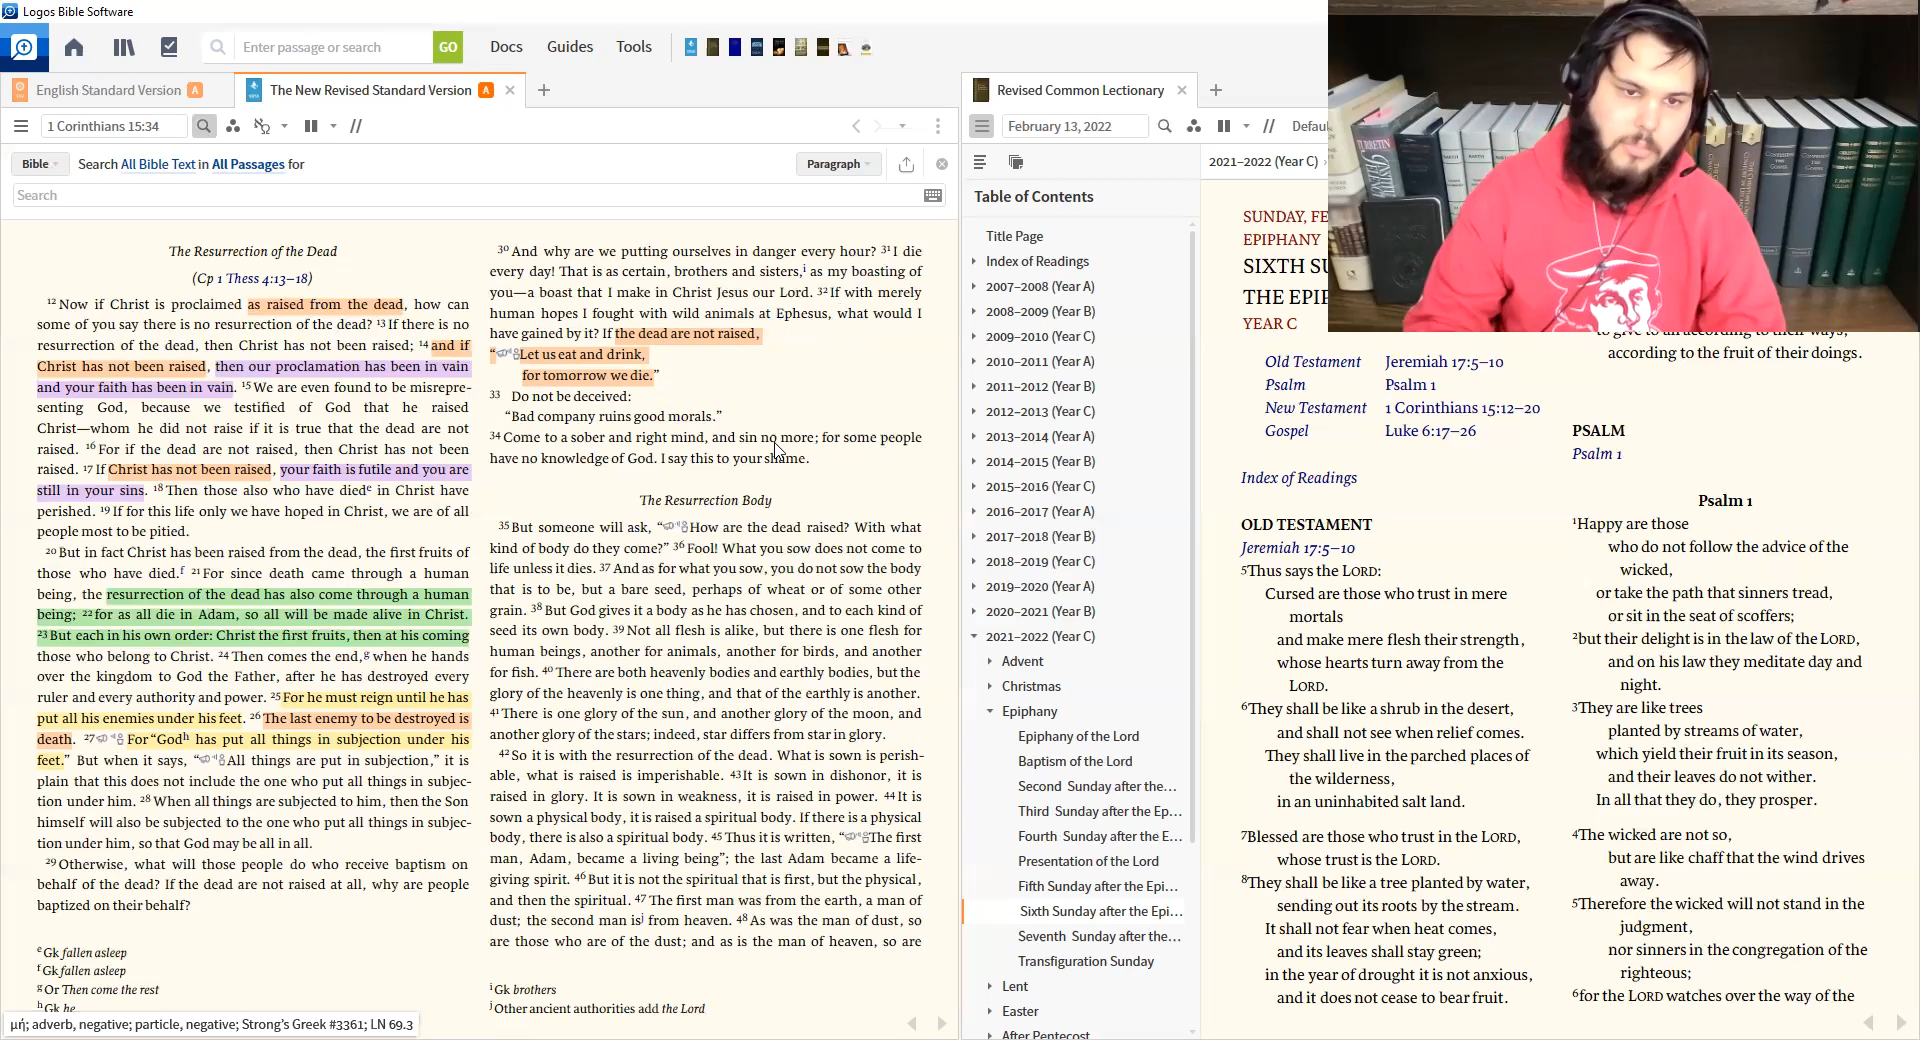 Logos Bible Software
Enter passage or search
GO
Docs
Guides
Tools
English Standard Version A
The New Revised Standard Version A
1 Corinthians 15:34
Bible
Search All Bible Text in All Passages for
Paragraph
Search
The Resurrection of the Dead
(Cp 1 Thess 4:13–18)
12 Now if Christ is proclaimed as raised from the dead, how can
some of you say there is no resurrection of the dead? 13 If there is no
resurrection of the dead, then Christ has not been raised; 14 and if
Christ has not been raised, then our proclamation has been in vain
and your faith has been in vain. 15 We are even found to be misrepre-
senting God, because we testified of God that he raised
Christ—whom he did not raise if it is true that the dead are not
raised. 16 For if the dead are not raised, then Christ has not been
raised. 17 If Christ has not been raised, your faith is futile and you are
still in your sins. 18 Then those also who have died e in Christ have
perished. 19 If for this life only we have hoped in Christ, we are of all
people most to be pitied.
20 But in fact Christ has been raised from the dead, the first fruits of
those who have died. f 21 For since death came through a human
being, the resurrection of the dead has also come through a human
being; 22 for as all die in Adam, so all will be made alive in Christ.
23 But each in his own order: Christ the first fruits, then at his coming
those who belong to Christ. 24 Then comes the end, g when he hands
over the kingdom to God the Father, after he has destroyed every
ruler and every authority and power. 25 For he must reign until he has
put all his enemies under his feet. 26 The last enemy to be destroyed is
death. 27 For “God h has put all things in subjection under his
feet.” But when it says, “All things are put in subjection,” it is
plain that this does not include the one who put all things in subjec-
tion under him. 28 When all things are subjected to him, then the Son
himself will also be subjected to the one who put all things in subjec-
tion under him, so that God may be all in all.
29 Otherwise, what will those people do who receive baptism on
behalf of the dead? If the dead are not raised at all, why are people
baptized on their behalf?
e Gk fallen asleep
f Gk fallen asleep
g Or Then come the rest
h Gk he
μή; adverb, negative; particle, negative; Strong’s Greek #3361; LN 69.3
30 And why are we putting ourselves in danger every hour? 31 I die
every day! That is as certain, brothers and sisters, i as my boasting of
you—a boast that I make in Christ Jesus our Lord. 32 If with merely
human hopes I fought with wild animals at Ephesus, what would I
have gained by it? If the dead are not raised,
“Let us eat and drink,
for tomorrow we die.”
33 Do not be deceived:
“Bad company ruins good morals.”
34 Come to a sober and right mind, and sin no more; for some people
have no knowledge of God. I say this to your shame.
The Resurrection Body
35 But someone will ask, “How are the dead raised? With what
kind of body do they come?” 36 Fool! What you sow does not come to
life unless it dies. 37 And as for what you sow, you do not sow the body
that is to be, but a bare seed, perhaps of wheat or of some other
grain. 38 But God gives it a body as he has chosen, and to each kind of
seed its own body. 39 Not all flesh is alike, but there is one flesh for
human beings, another for animals, another for birds, and another
for fish. 40 There are both heavenly bodies and earthly bodies, but the
glory of the heavenly is one thing, and that of the earthly is another.
41 There is one glory of the sun, and another glory of the moon, and
another glory of the stars; indeed, star differs from star in glory.
42 So it is with the resurrection of the dead. What is sown is perish-
able, what is raised is imperishable. 43 It is sown in dishonor, it is
raised in glory. It is sown in weakness, it is raised in power. 44 It is
sown a physical body, it is raised a spiritual body. If there is a physical
body, there is also a spiritual body. 45 Thus it is written, “The first
man, Adam, became a living being”; the last Adam became a life-
giving spirit. 46 But it is not the spiritual that is first, but the physical,
and then the spiritual. 47 The first man was from the earth, a man of
dust; the second man is j from heaven. 48 As was the man of dust, so
are those who are of the dust; and as is the man of heaven, so are
i Gk brothers
j Other ancient authorities add the Lord
Revised Common Lectionary
February 13, 2022
Defaul
2021–2022 (Year C)
Table of Contents
Title Page
Index of Readings
2007–2008 (Year A)
2008–2009 (Year B)
2009–2010 (Year C)
2010–2011 (Year A)
2011–2012 (Year B)
2012–2013 (Year C)
2013–2014 (Year A)
2014–2015 (Year B)
2015–2016 (Year C)
2016–2017 (Year A)
2017–2018 (Year B)
2018–2019 (Year C)
2019–2020 (Year A)
2020–2021 (Year B)
2021–2022 (Year C)
Advent
Christmas
Epiphany
Epiphany of the Lord
Baptism of the Lord
Second Sunday after the...
Third Sunday after the Ep...
Fourth Sunday after the E...
Presentation of the Lord
Fifth Sunday after the Epi...
Sixth Sunday after the Epi...
Seventh Sunday after the...
Transfiguration Sunday
Lent
Easter
After Pentecost
SUNDAY, FE
EPIPHANY
SIXTH SU
THE EPIP
YEAR C
Old Testament Jeremiah 17:5–10
Psalm Psalm 1
New Testament 1 Corinthians 15:12–20
Gospel Luke 6:17–26
Index of Readings
OLD TESTAMENT
Jeremiah 17:5–10
5 Thus says the LORD:
Cursed are those who trust in mere
mortals
and make mere flesh their strength,
whose hearts turn away from the
LORD.
6 They shall be like a shrub in the desert,
and shall not see when relief comes.
They shall live in the parched places of
the wilderness,
in an uninhabited salt land.
7 Blessed are those who trust in the LORD,
whose trust is the LORD.
8 They shall be like a tree planted by water,
sending out its roots by the stream.
It shall not fear when heat comes,
and its leaves shall stay green;
in the year of drought it is not anxious,
and it does not cease to bear fruit.
to give to all according to their ways,
according to the fruit of their doings.
PSALM
Psalm 1
Psalm 1
1 Happy are those
who do not follow the advice of the
wicked,
or take the path that sinners tread,
or sit in the seat of scoffers;
2 but their delight is in the law of the LORD,
and on his law they meditate day and
night.
3 They are like trees
planted by streams of water,
which yield their fruit in its season,
and their leaves do not wither.
In all that they do, they prosper.
4 The wicked are not so,
but are like chaff that the wind drives
away.
5 Therefore the wicked will not stand in the
judgment,
nor sinners in the congregation of the
righteous;
6 for the LORD watches over the way of the
TURRETIN
BARTH